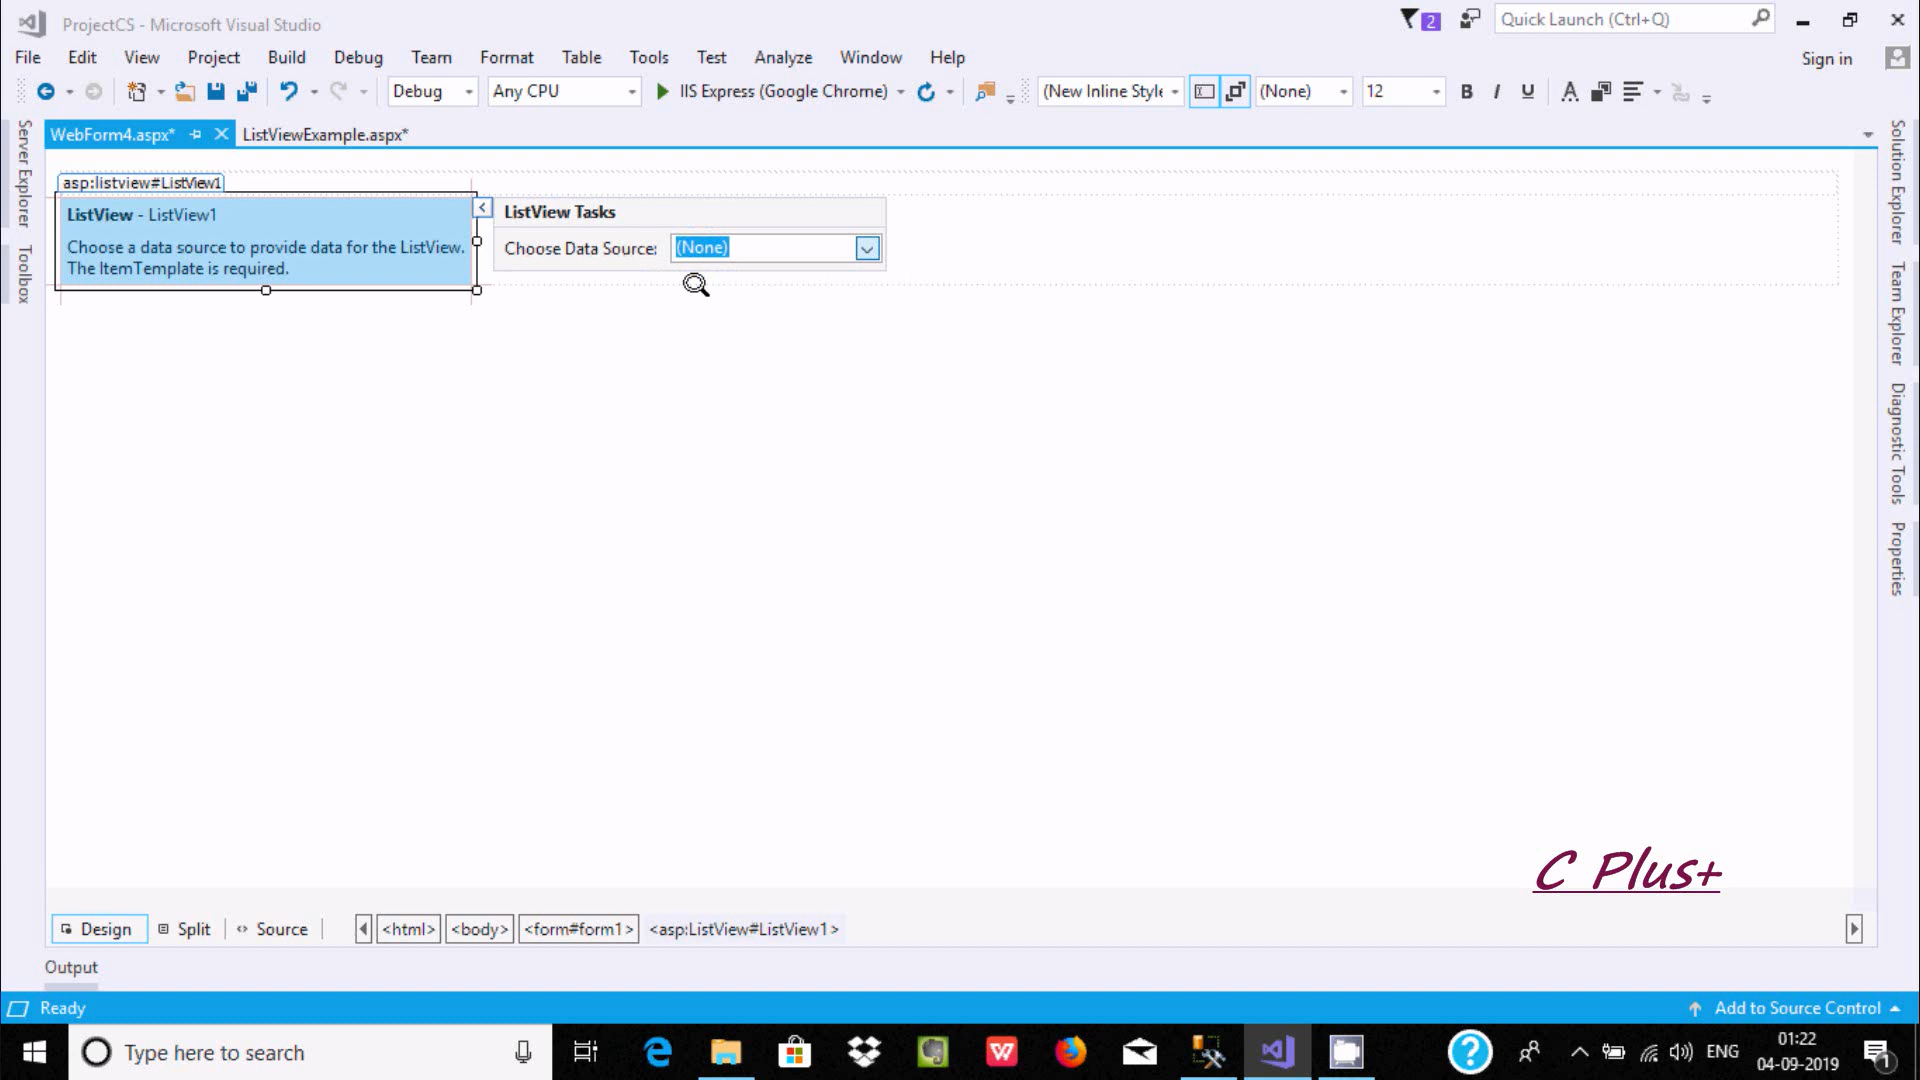 ProjectCS - Microsoft Visual Studio
2
Quick Launch (Ctrl+Q)
File Edit View Project Build Debug Team Format Table Tools Test Analyze Window Help
Sign in
Debug
Any CPU
IIS Express (Google Chrome)
(New Inline Style
(None)
12
B I U A
WebForm4.aspx*
ListViewExample.aspx*
Server Explorer
Toolbox
asp:listview#ListView1
ListView - ListView1
Choose a data source to provide data for the ListView.
The ItemTemplate is required.
ListView Tasks
Choose Data Source: (None)
Solution Explorer
Team Explorer
Diagnostic Tools
Properties
C Plus+
Design Split Source
<html> <body> <form#form1> <asp:ListView#ListView1>
Output
Ready
Add to Source Control
Type here to search
ENG
01:22
04-09-2019
1